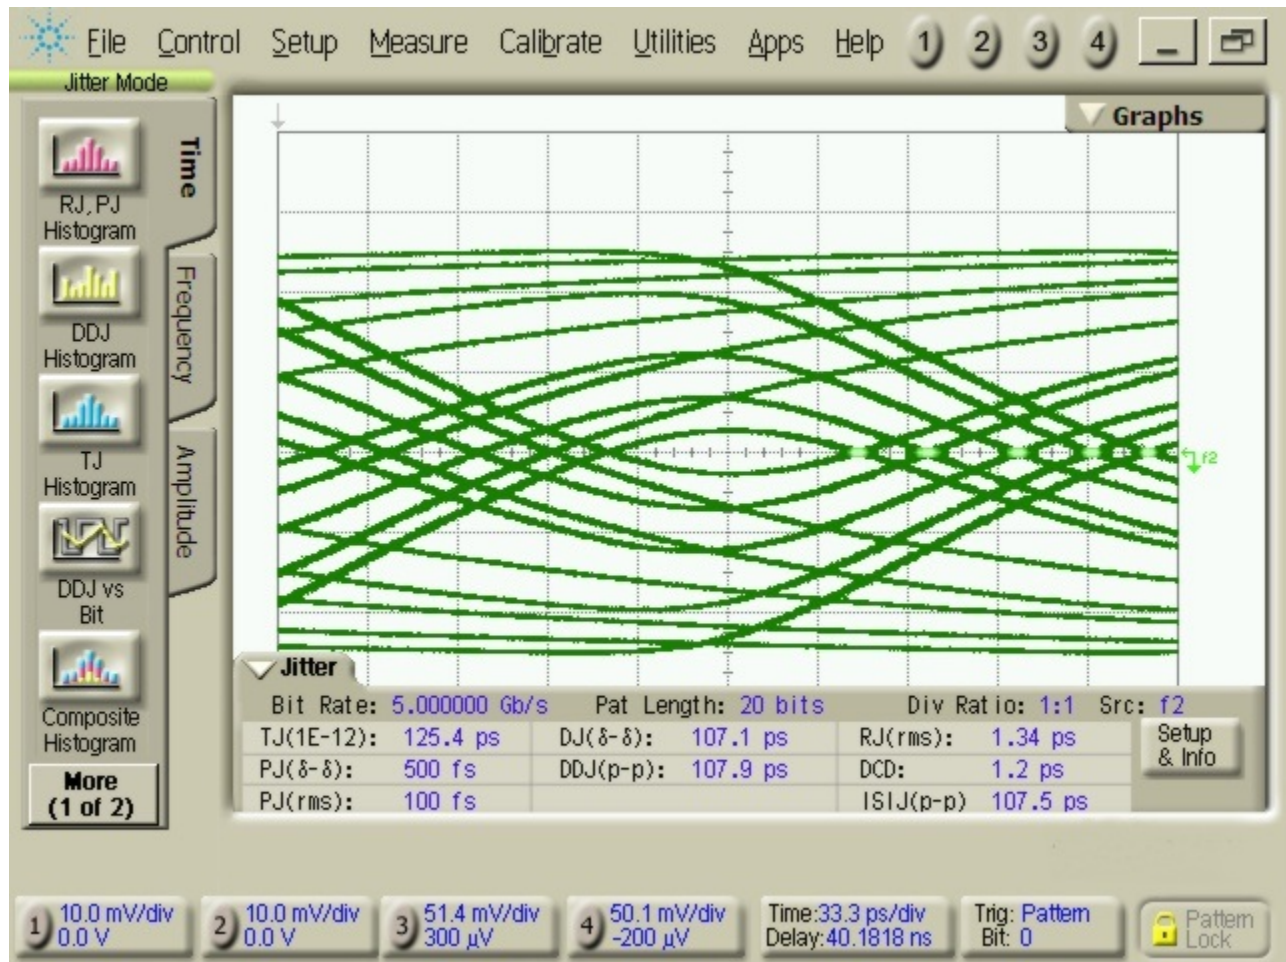 File Control Setup Measure Calibrate Utilities Apps Help 1 2 3 4
Jitter Mode
Graphs
Time
RJ, PJ
Histogram
Frequency
DDJ
Histogram
TJ
Histogram
Amplitude
f2
DDJ vs
Bit
Composite
Histogram
More
(1 of 2)
Jitter
Bit Rate: 5.000000 Gb/s Pat Length: 20 bits Div Ratio: 1:1 Src: f2
TJ(1E-12): 125.4 ps DJ(δ-δ): 107.1 ps RJ(rms): 1.34 ps
PJ(δ-δ): 500 fs DDJ(p-p): 107.9 ps DCD: 1.2 ps
PJ(rms): 100 fs ISIJ(p-p) 107.5 ps
Setup
& Info
1 10.0 mV/div
0.0 V
2 10.0 mV/div
0.0 V
3 51.4 mV/div
300 µV
4 50.1 mV/div
-200 µV
Time:33.3 ps/div
Delay:40.1818 ns
Trig: Pattern
Bit: 0
Pattern
Lock